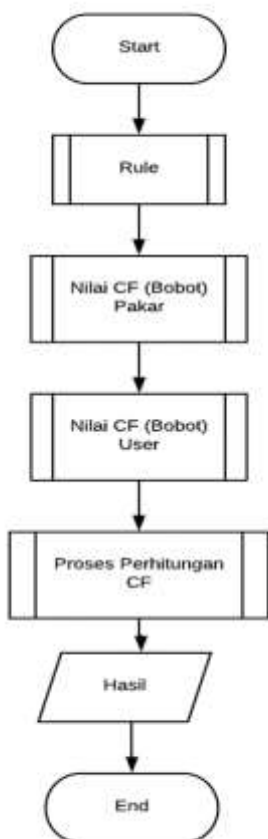 Start
Rule
Nilai CF (Bobot)
Pakar
Nilai CF (Bobot)
User
Proses Perhitungan
CF
Hasil
End